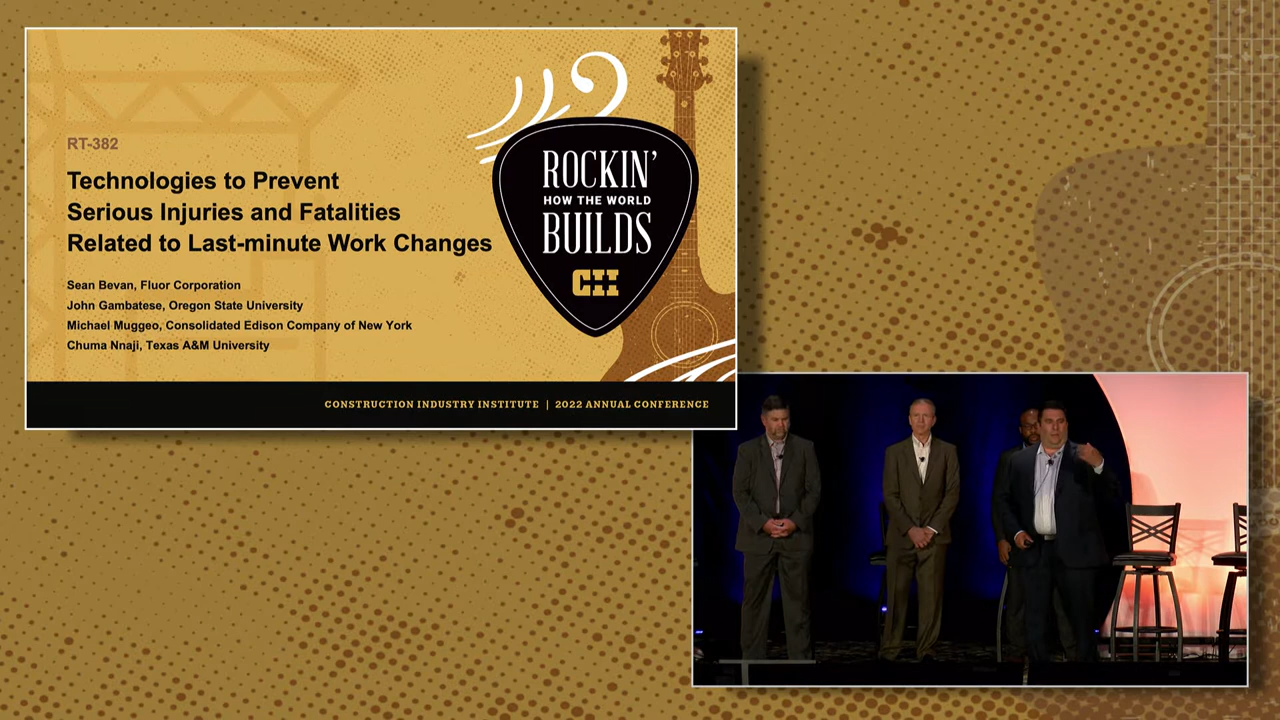 RT-382
Technologies to Prevent
Serious Injuries and Fatalities
Related to Last-minute Work Changes
Sean Bevan, Fluor Corporation
John Gambatese, Oregon State University
Michael Muggeo, Consolidated Edison Company of New York
Chuma Nnaji, Texas A&M University
ROCKIN'
HOW THE WORLD
BUILDS
CII
CONSTRUCTION INDUSTRY INSTITUTE | 2022 ANNUAL CONFERENCE